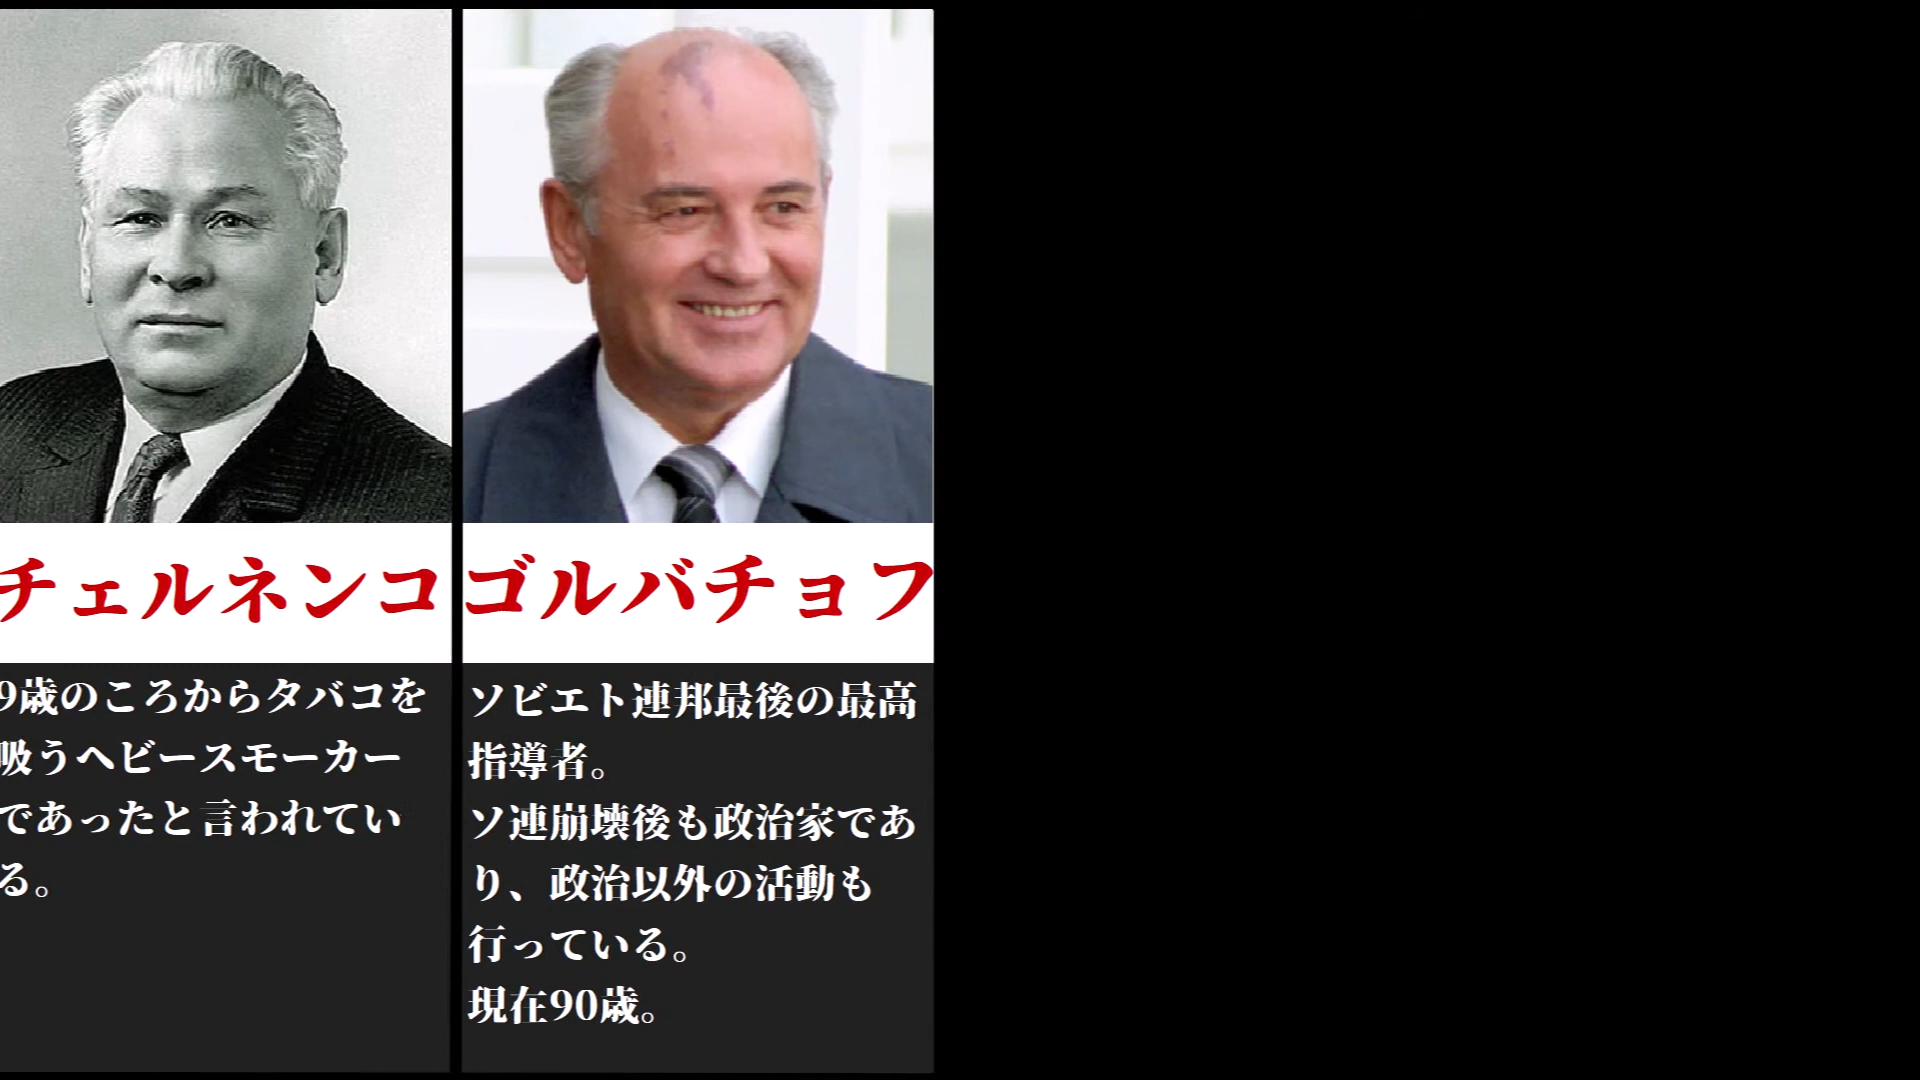 チェルネンコ
9歳のころからタバコを
吸うヘビースモーカー
であったと言われてい
る。
ゴルバチョフ
ソビエト連邦最後の最高
指導者。
ソ連崩壊後も政治家であ
り、政治以外の活動も
行っている。
現在90歳。